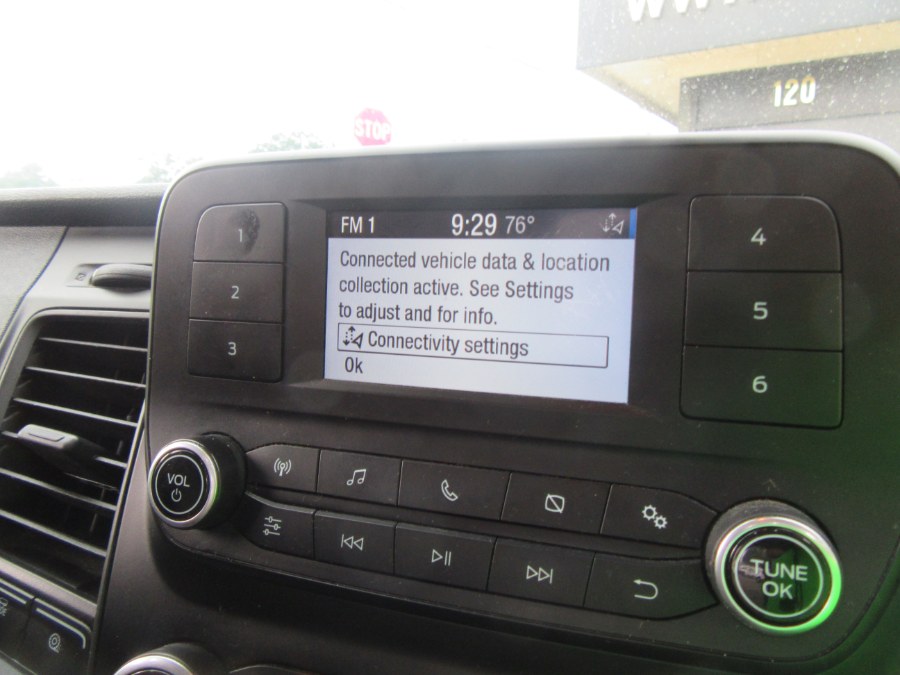 120
STOP
FM 1 9:29 76°
Connected vehicle data & location
collection active. See Settings
to adjust and for info.
Connectivity settings
Ok
1
2
3
4
5
6
VOL
TUNE
OK